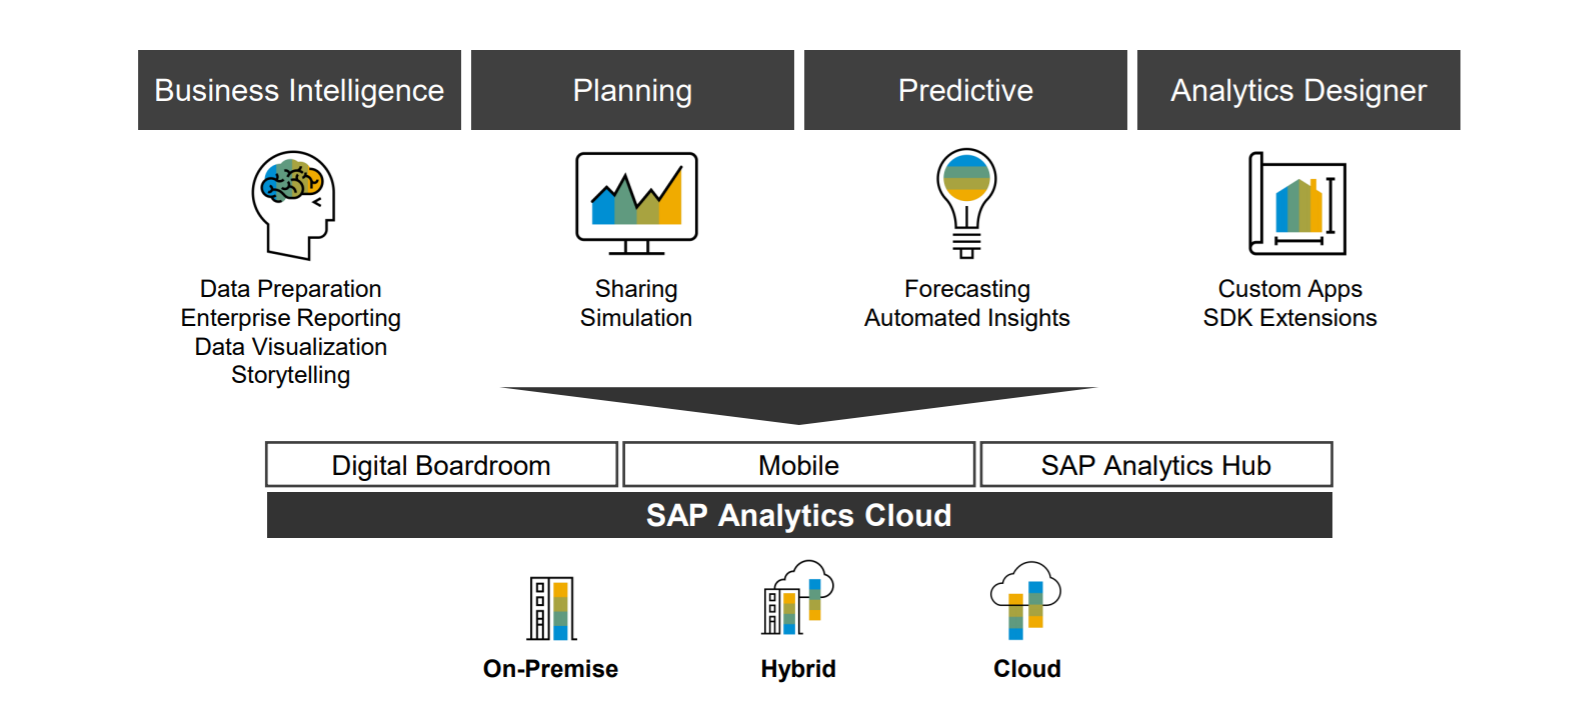 Business Intelligence
Planning
Predictive
Analytics Designer
Data Preparation
Enterprise Reporting
Data Visualization
Storytelling
Sharing
Simulation
Forecasting
Automated Insights
Custom Apps
SDK Extensions
Digital Boardroom
Mobile
SAP Analytics Hub
SAP Analytics Cloud
On-Premise
Hybrid
Cloud